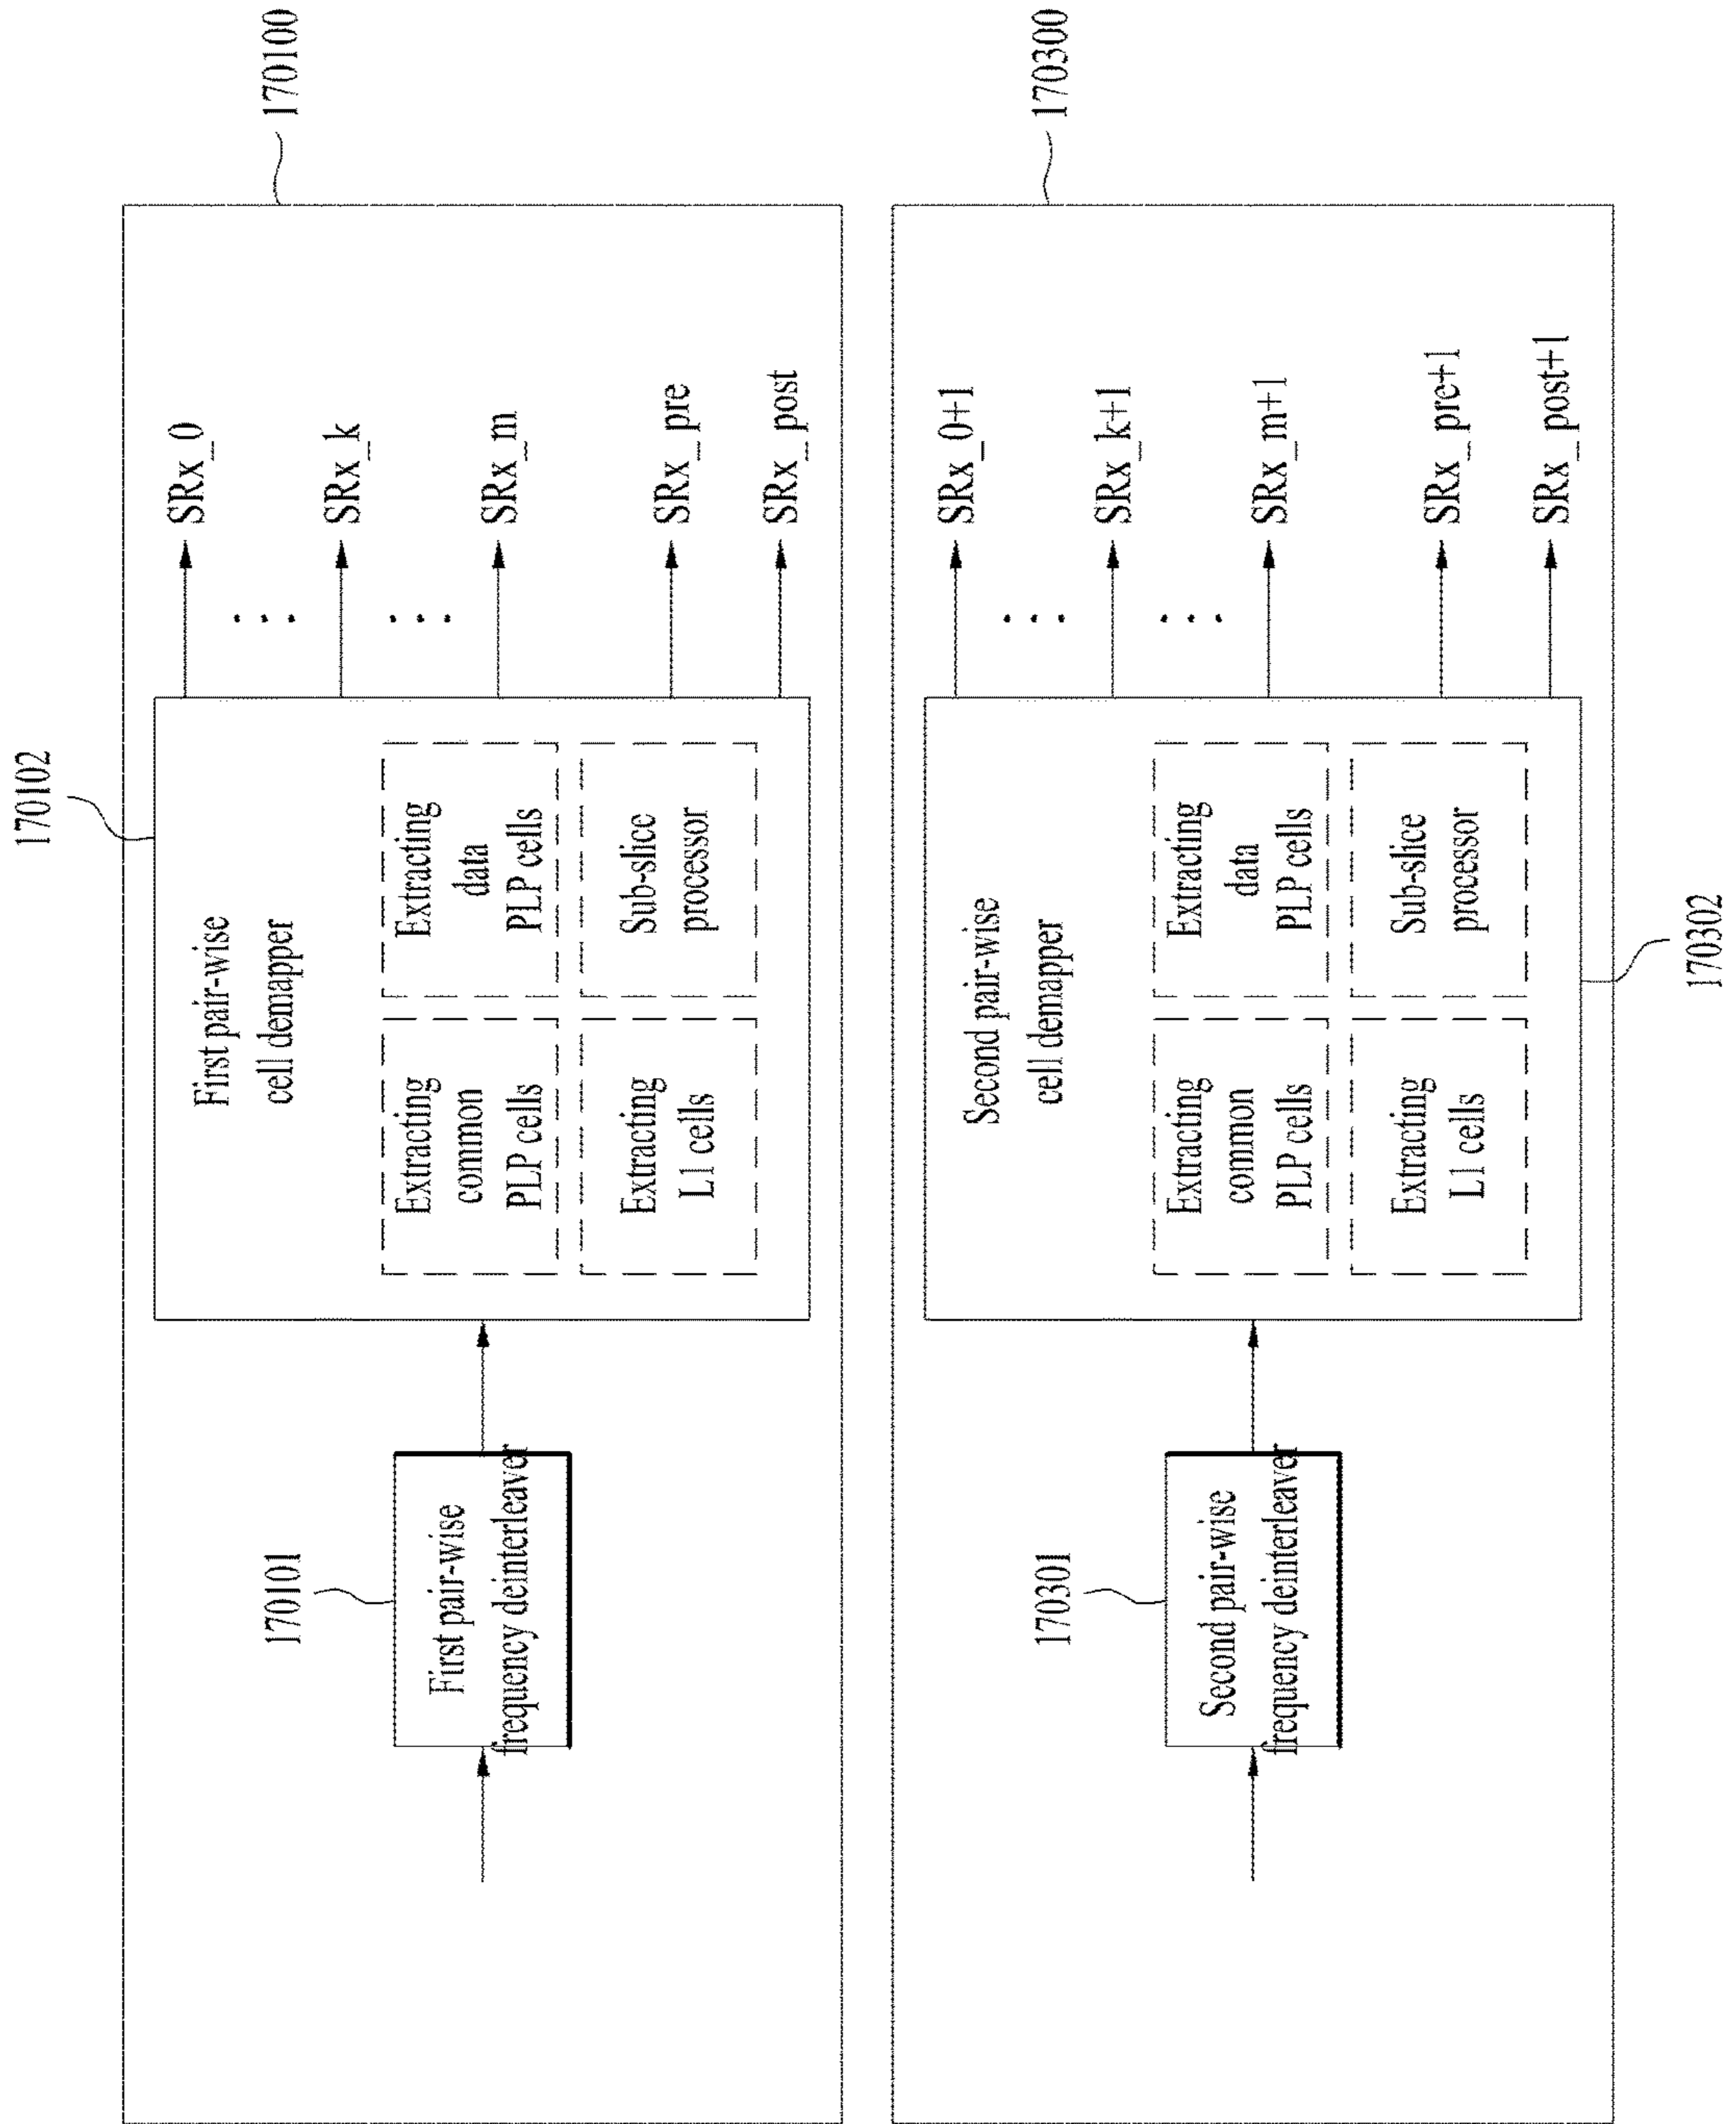 170100
170102
170101
First pair-wise
frequency deinterleaver
First pair-wise
cell demapper
Extracting
common
PLP cells
Extracting
data
PLP cells
Extracting
L1 cells
Sub-slice
processor
SRx_0
SRx_k
SRx_m
SRx_pre
SRx_post
170300
170301
Second pair-wise
frequency deinterleaver
Second pair-wise
cell demapper
Extracting
common
PLP cells
Extracting
data
PLP cells
Extracting
L1 cells
Sub-slice
processor
SRx_0+1
SRx_k+1
SRx_m+1
SRx_pre+1
SRx_post+1
170302